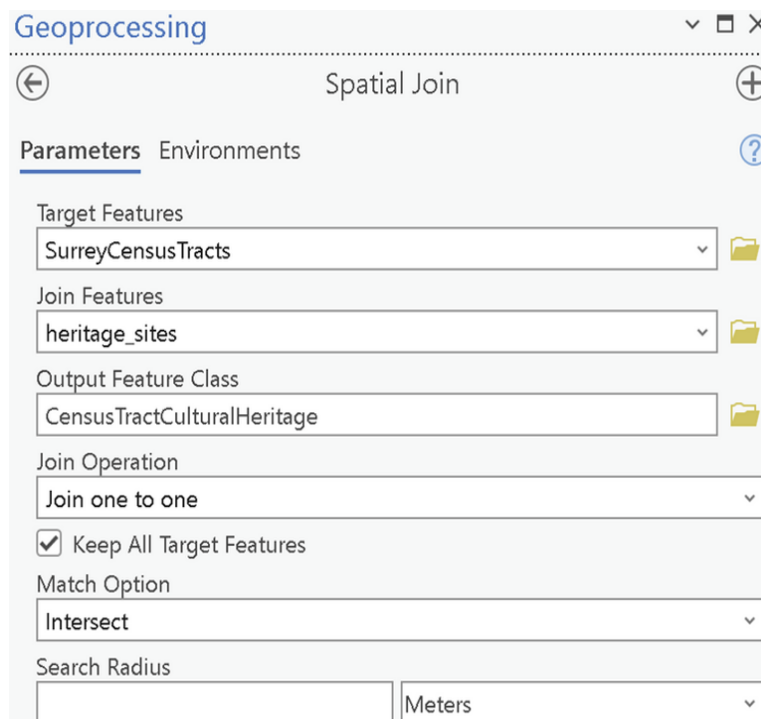 Geoprocessing
Spatial Join
Parameters Environments
Target Features
SurreyCensusTracts
Join Features
heritage_sites
Output Feature Class
CensusTractCulturalHeritage
Join Operation
Join one to one
Keep All Target Features
Match Option
Intersect
Search Radius
Meters